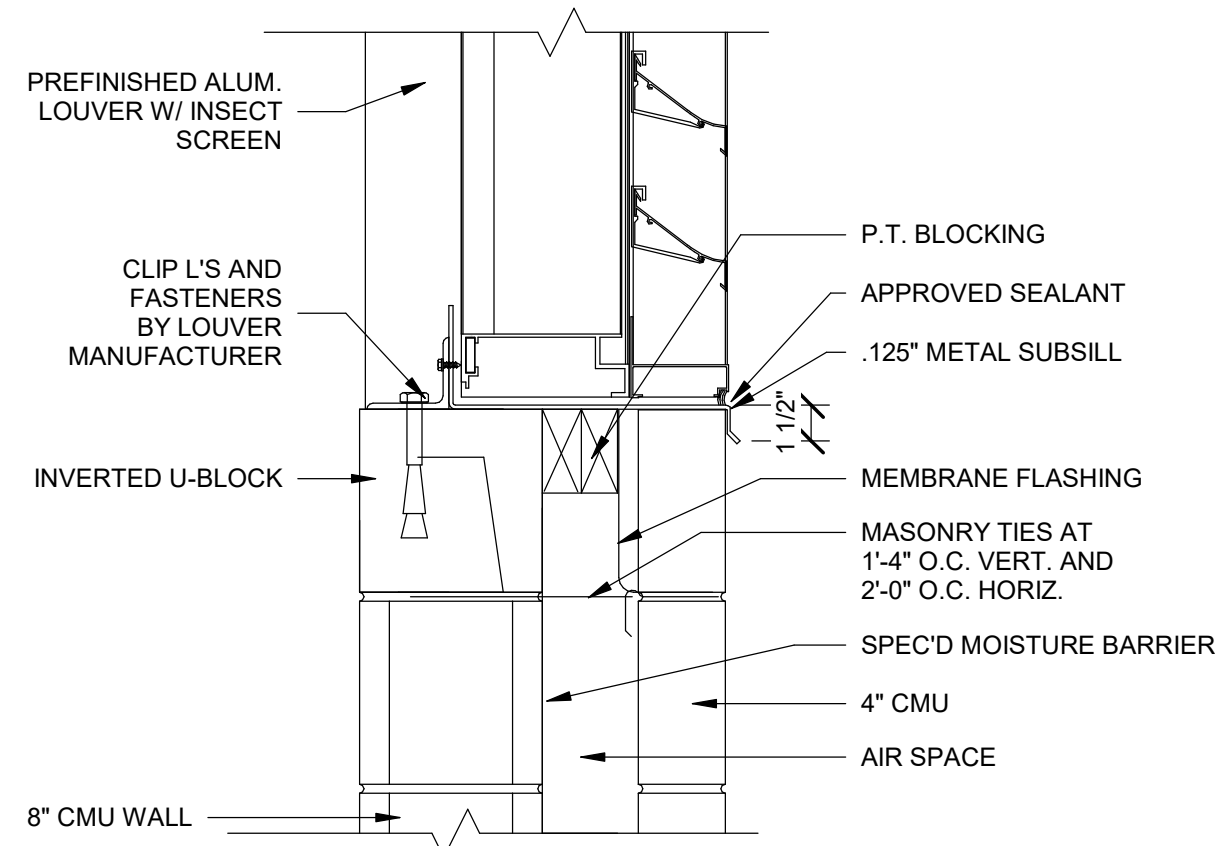 PREFINISHED ALUM.
LOUVER W/ INSECT
SCREEN
CLIP L'S AND
FASTENERS
BY LOUVER
MANUFACTURER
INVERTED U-BLOCK
8" CMU WALL
P.T. BLOCKING
APPROVED SEALANT
.125" METAL SUBSILL
1 1/2"
MEMBRANE FLASHING
MASONRY TIES AT
1'-4" O.C. VERT. AND
2'-0" O.C. HORIZ.
SPEC'D MOISTURE BARRIER
4" CMU
AIR SPACE